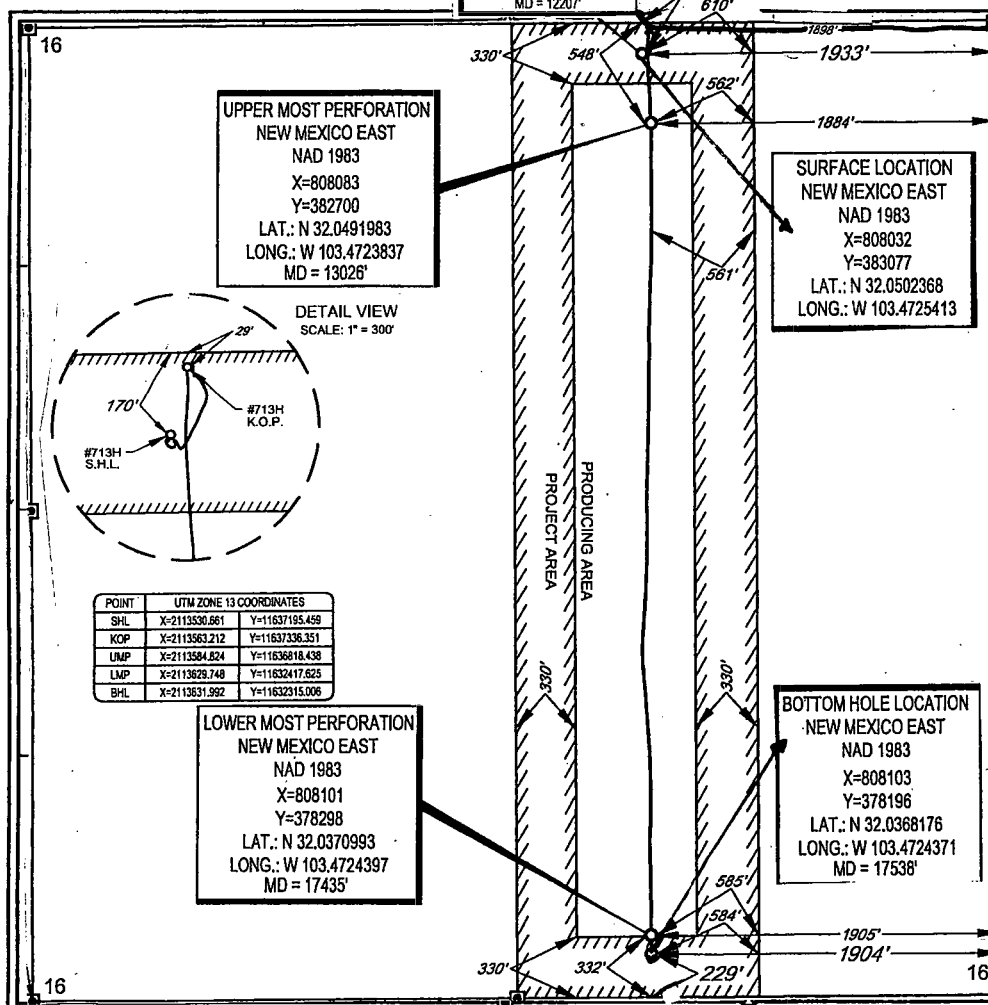 MD = 12207'
610'
16
1898'
330'
548'
1933'
562'
1884'
UPPER MOST PERFORATION
NEW MEXICO EAST
NAD 1983
X=808083
Y=382700
LAT.: N 32.0491983
LONG.: W 103.4723837
MD = 13026'
SURFACE LOCATION
NEW MEXICO EAST
NAD 1983
X=808032
Y=383077
LAT.: N 32.0502368
LONG.: W 103.4725413
561'
DETAIL VIEW
SCALE: 1" = 300'
29'
170'
#713H
K.O.P.
#713H
S.H.L.
PROJECT AREA
PRODUCING AREA
POINT UTM ZONE 13 COORDINATES
SHL X=2113530.661 Y=11637195.459
KOP X=2113563.212 Y=11637336.351
UMP X=2113584.824 Y=11636818.438
LMP X=2113629.748 Y=11632417.625
BHL X=2113631.992 Y=11632315.006
330'
330'
LOWER MOST PERFORATION
NEW MEXICO EAST
NAD 1983
X=808101
Y=378298
LAT.: N 32.0370993
LONG.: W 103.4724397
MD = 17435'
BOTTOM HOLE LOCATION
NEW MEXICO EAST
NAD 1983
X=808103
Y=378196
LAT.: N 32.0368176
LONG.: W 103.4724371
MD = 17538'
585'
584'
1905'
1904'
330'
332'
229'
16
16